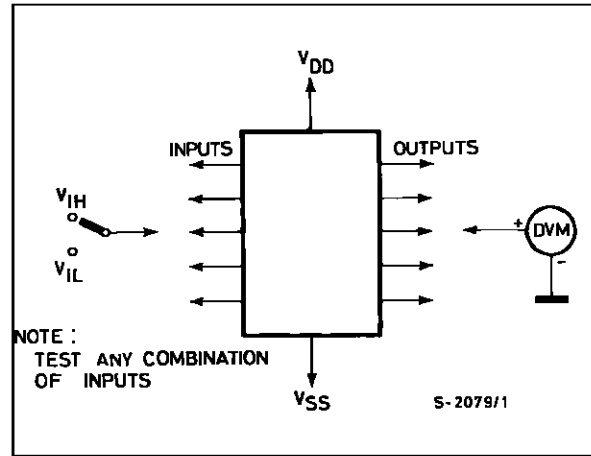 VDD
INPUTS
OUTPUTS
VIH
+
DVM
-
VIL
NOTE:
TEST ANY COMBINATION
OF INPUTS
VSS
S-2079/1